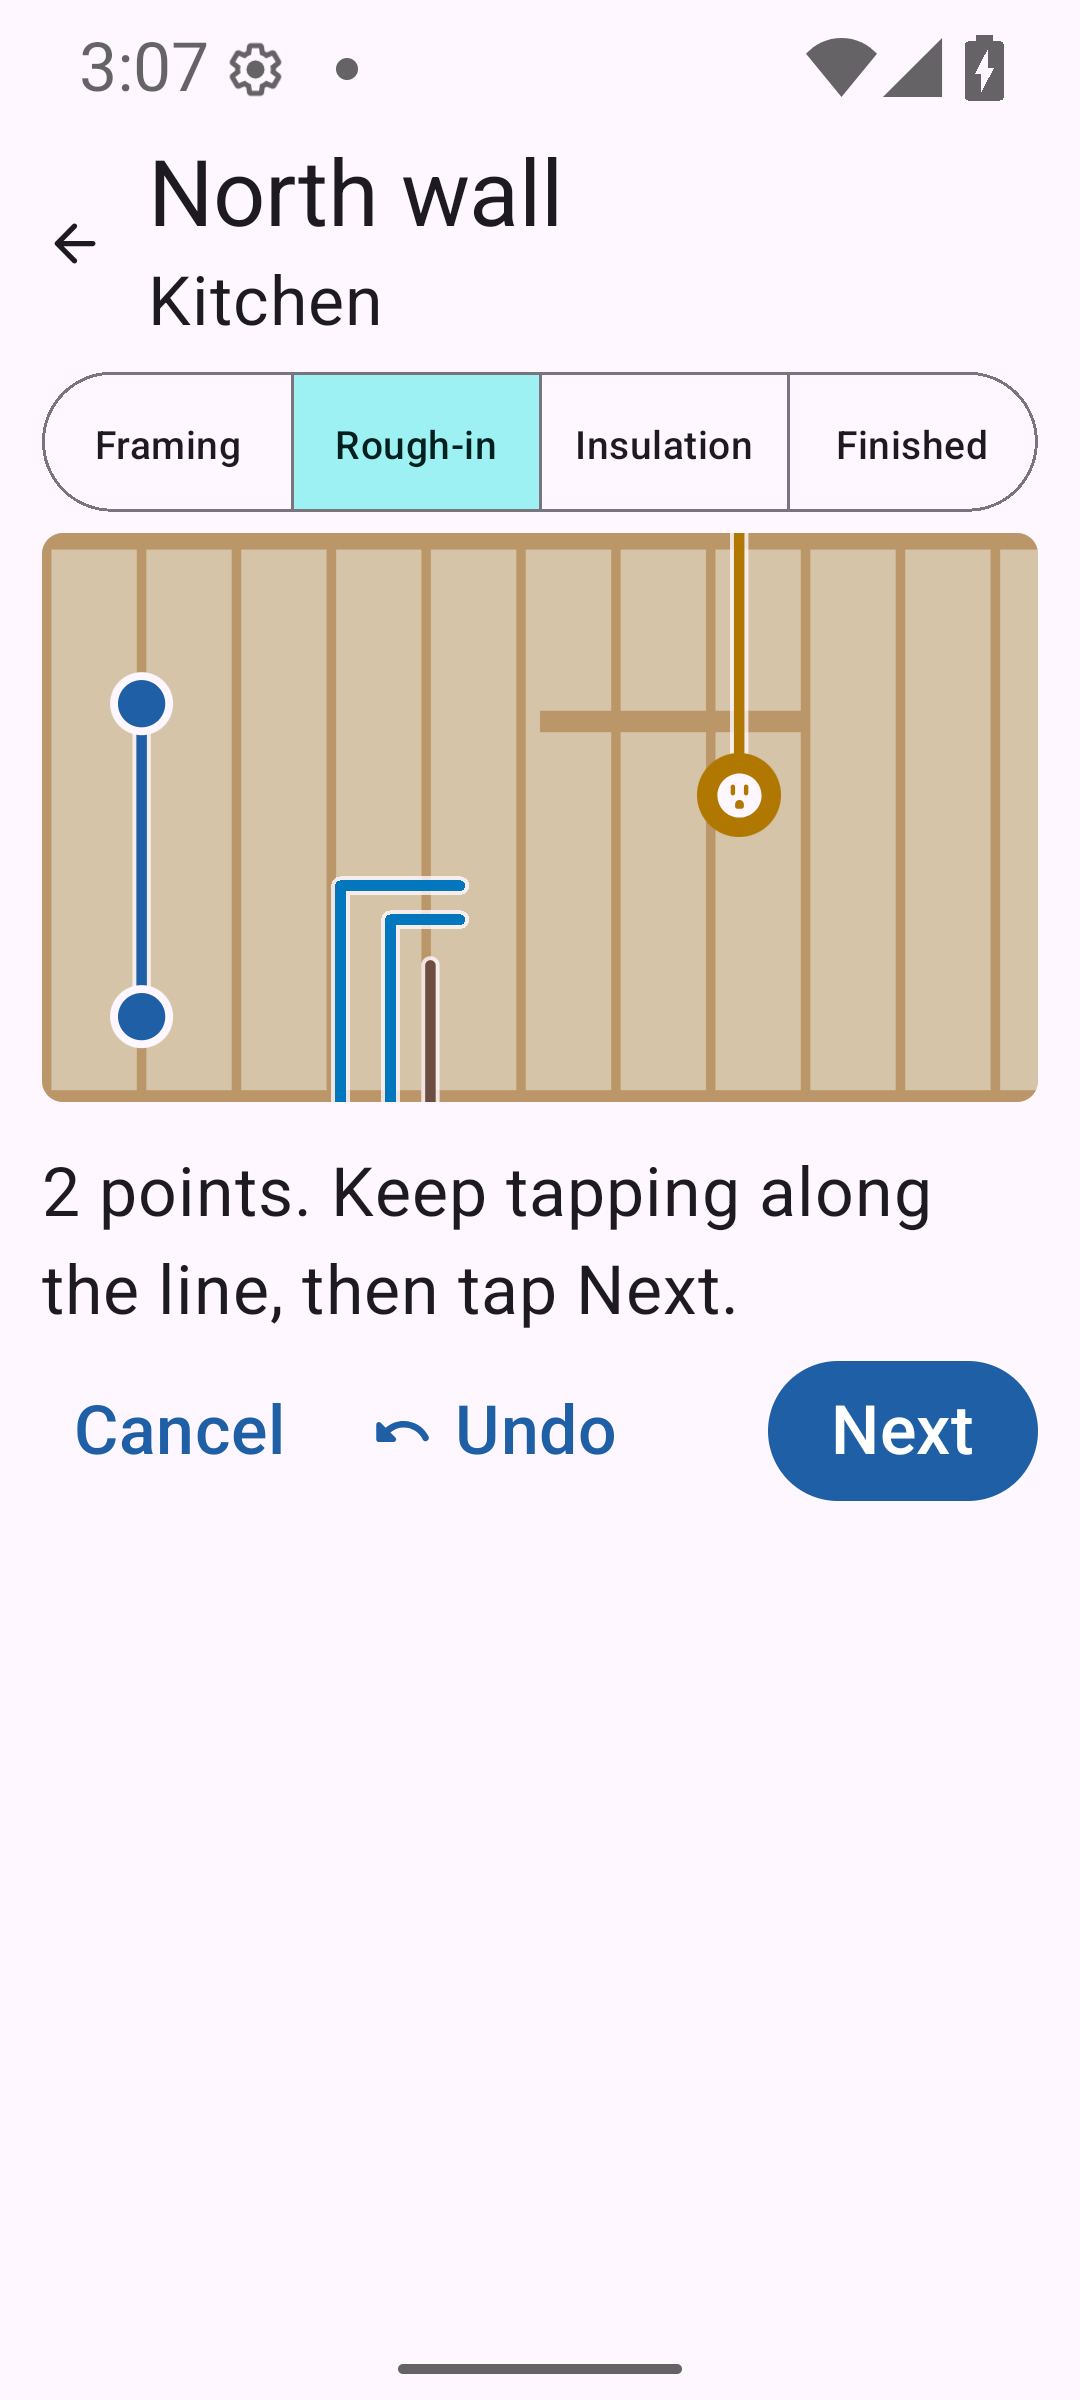 3:07
North wall
Kitchen
Framing
Rough-in
Insulation
Finished
2 points. Keep tapping along
the line, then tap Next.
Cancel
Undo
Next